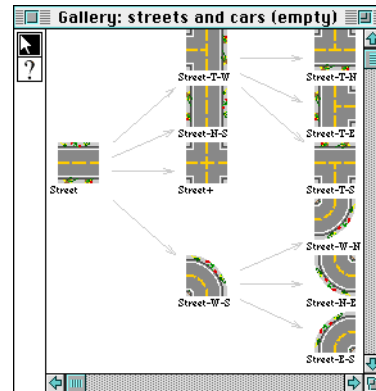 Gallery: streets and cars (empty)
?
Street-T-W
Street-T-N
Street-N-S
Street-T-E
Street
Street+
Street-T-S
Street-W-N
Street-W-S
Street-N-E
Street-E-S